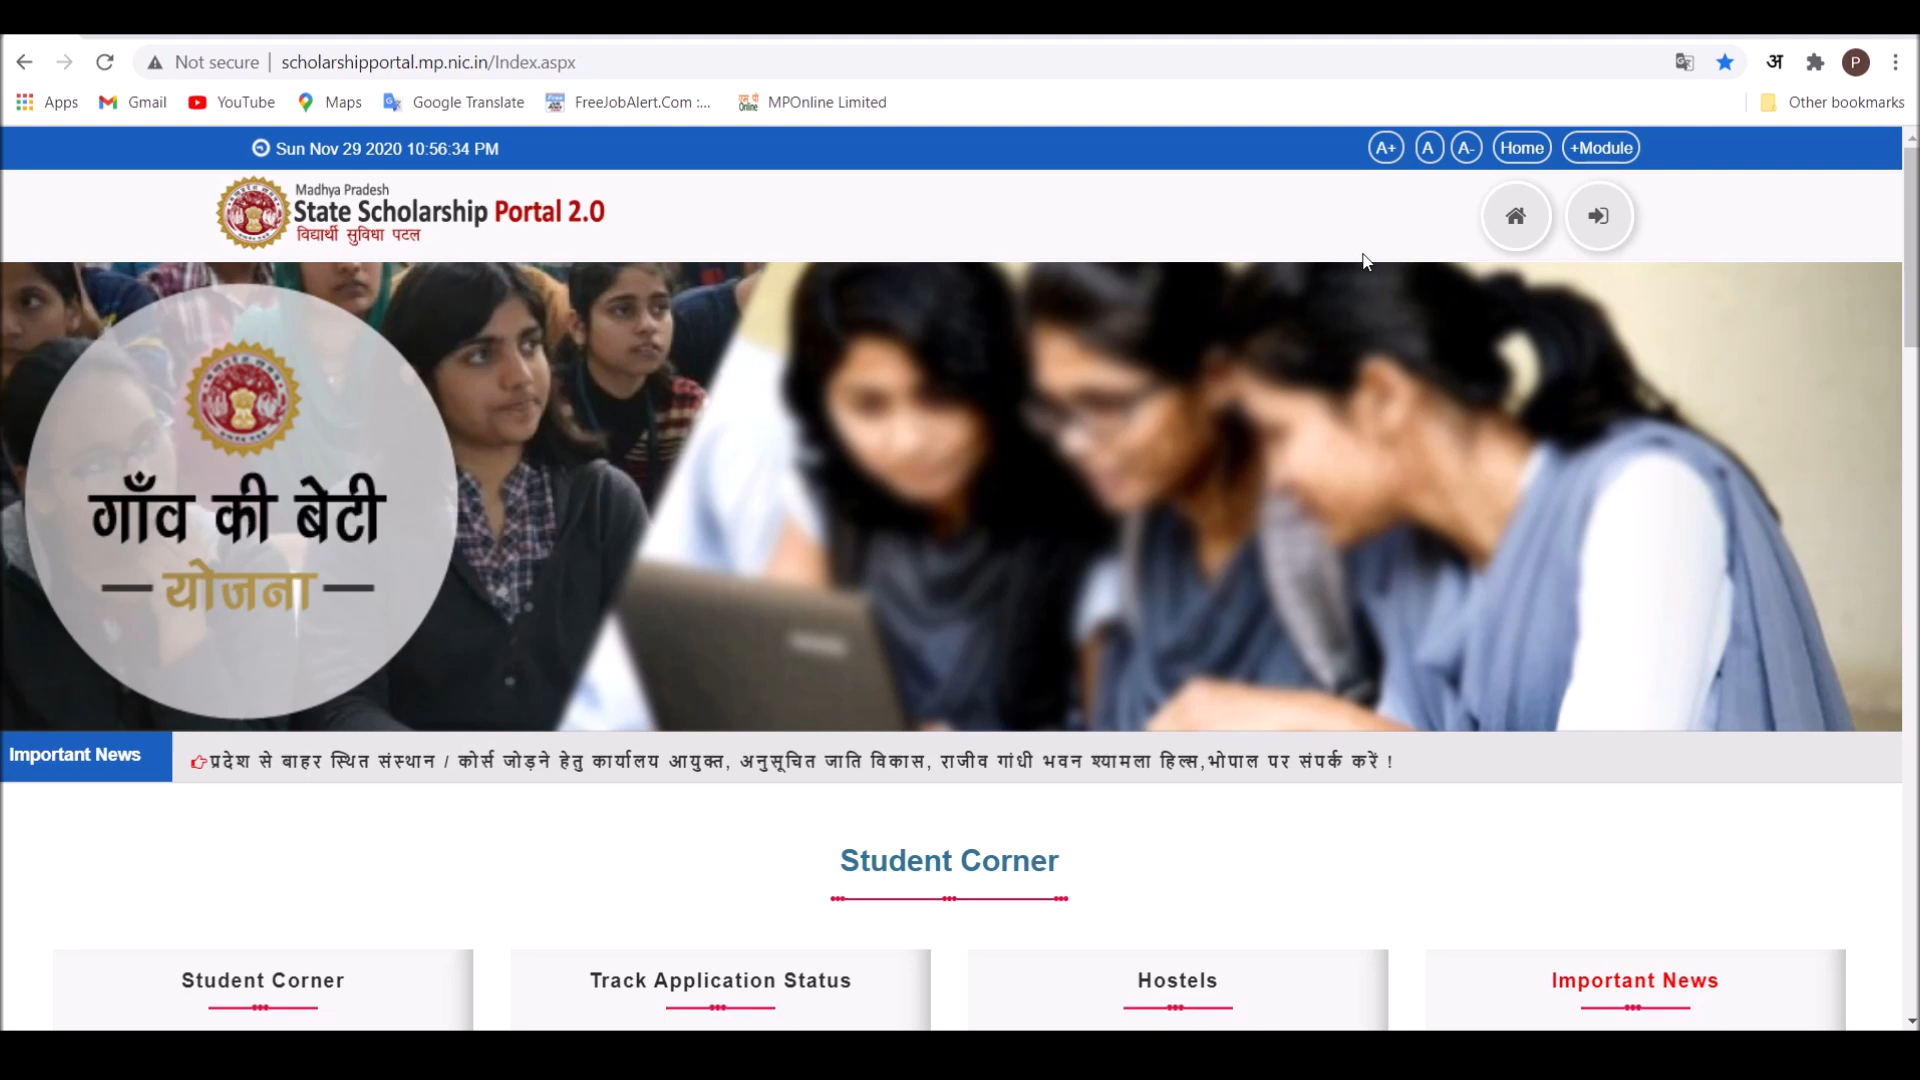 Not secure | scholarshipportal.mp.nic.in/Index.aspx
अ
P
Apps Gmail YouTube Maps Google Translate FreeJobAlert.Com :... MPOnline Limited Other bookmarks
Sun Nov 29 2020 10:56:34 PM A+ A A- Home +Module
Madhya Pradesh
State Scholarship Portal 2.0
विद्यार्थी सुविधा पटल
गाँव की बेटी
योजना
Important News
प्रदेश से बाहर स्थित संस्थान / कोर्स जोड़ने हेतु कार्यालय आयुक्त, अनुसूचित जाति विकास, राजीव गांधी भवन श्यामला हिल्स,भोपाल पर संपर्क करें !
Student Corner
Student Corner Track Application Status Hostels Important News